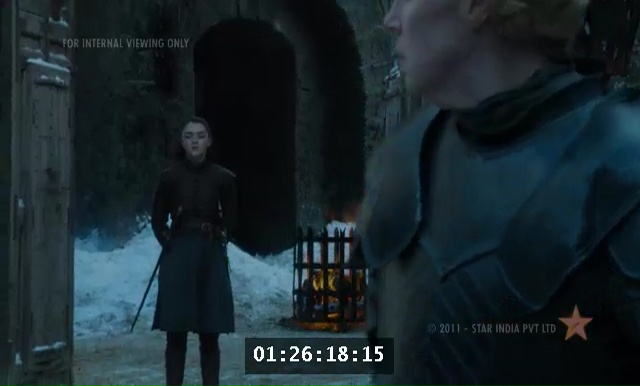 FOR INTERNAL VIEWING ONLY
© 2011 - STAR INDIA PVT LTD
01:26:18:15